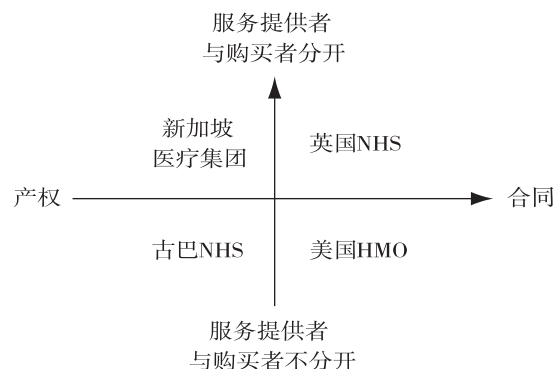 服务提供者
与购买者分开
新加坡
医疗集团
英国NHS
产权
合同
古巴NHS
美国HMO
服务提供者
与购买者不分开